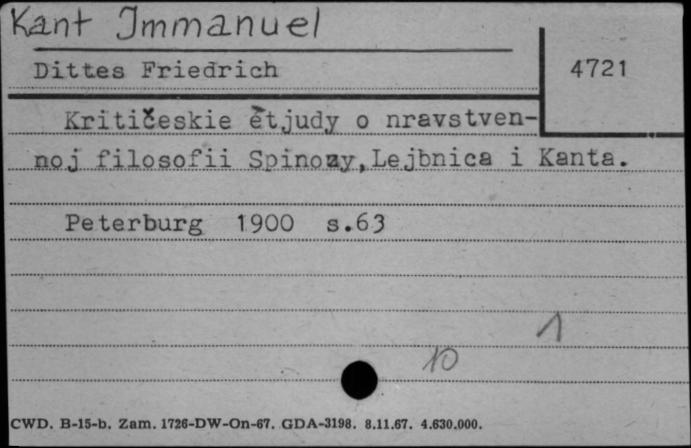 Kant Immanuel
Dittes Friedrich
4721
Kritičeskie ètjudy o nravstven-
noj filosofii Spinozy, Lejbnica i Kanta.
Peterburg 1900 s.63
1
10
CWD. B-15-b. Zam. 1726-DW-On-67. GDA-3198. 8.11.67. 4.630.000.